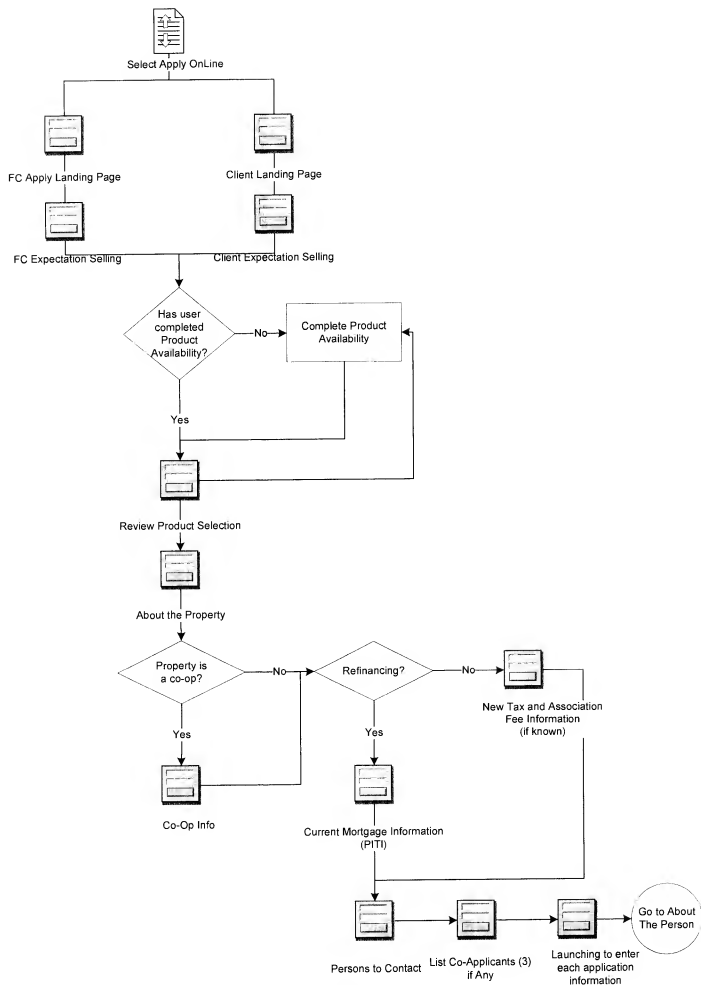 Select Apply OnLine
FC Apply Landing Page
Client Landing Page
FC Expectation Selling
Client Expectation Selling
Has user
completed
Product
Availability?
No
Complete Product
Availability
Yes
Review Product Selection
About the Property
Property is
a co-op?
No
Refinancing?
No
New Tax and Association
Fee Information
(if known)
Yes
Yes
Co-Op Info
Current Mortgage Information
(PITI)
Persons to Contact
List Co-Applicants (3)
if Any
Launching to enter
each application
information
Go to About
The Person